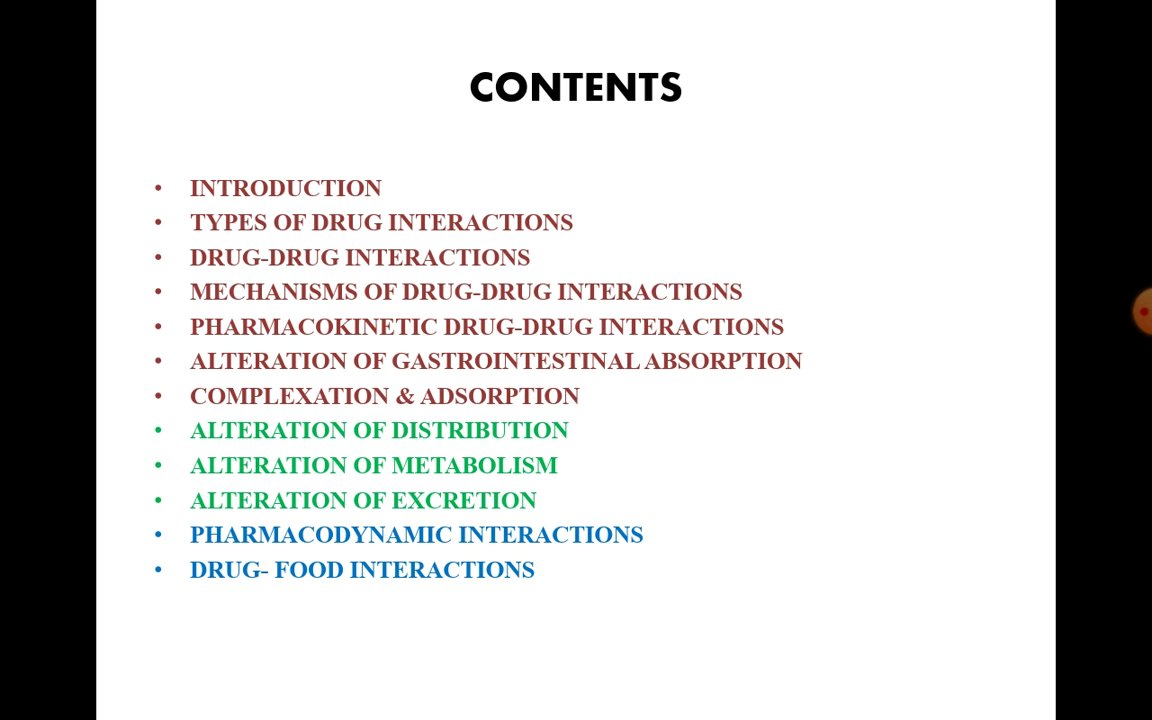 CONTENTS
• INTRODUCTION
• TYPES OF DRUG INTERACTIONS
• DRUG-DRUG INTERACTIONS
• MECHANISMS OF DRUG-DRUG INTERACTIONS
• PHARMACOKINETIC DRUG-DRUG INTERACTIONS
• ALTERATION OF GASTROINTESTINAL ABSORPTION
• COMPLEXATION & ADSORPTION
• ALTERATION OF DISTRIBUTION
• ALTERATION OF METABOLISM
• ALTERATION OF EXCRETION
• PHARMACODYNAMIC INTERACTIONS
• DRUG- FOOD INTERACTIONS